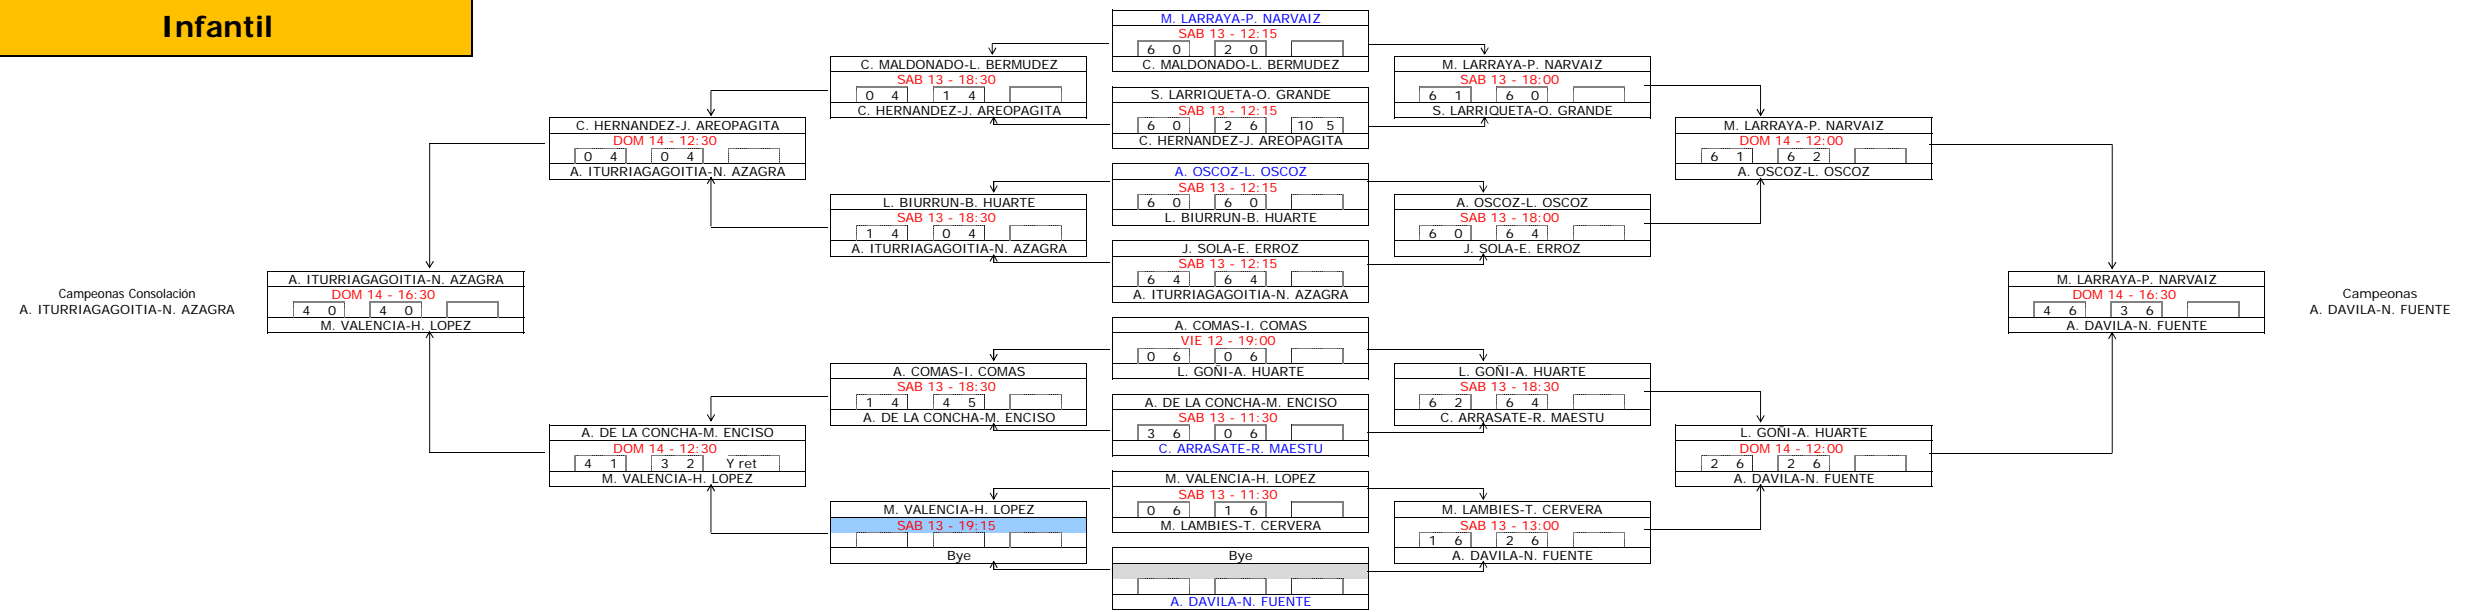 Infantil
M. LARRAYA-P. NARVAIZ
SAB 13 - 12:15
6 0 2 0
C. MALDONADO-L. BERMUDEZ
S. LARRIQUETA-O. GRANDE
SAB 13 - 12:15
6 0 2 6 10 5
C. HERNANDEZ-J. AREOPAGITA
A. OSCOZ-L. OSCOZ
SAB 13 - 12:15
6 0 6 0
L. BIURRUN-B. HUARTE
J. SOLA-E. ERROZ
SAB 13 - 12:15
6 4 6 4
A. ITURRIAGAGOITIA-N. AZAGRA
A. COMAS-I. COMAS
VIE 12 - 19:00
0 6 0 6
L. GOÑI-A. HUARTE
A. DE LA CONCHA-M. ENCISO
SAB 13 - 11:30
3 6 0 6
C. ARRASATE-R. MAESTU
M. VALENCIA-H. LOPEZ
SAB 13 - 11:30
0 6 1 6
M. LAMBIES-T. CERVERA
Bye
A. DAVILA-N. FUENTE
C. MALDONADO-L. BERMUDEZ
SAB 13 - 18:30
0 4 1 4
C. HERNANDEZ-J. AREOPAGITA
L. BIURRUN-B. HUARTE
SAB 13 - 18:30
1 4 0 4
A. ITURRIAGAGOITIA-N. AZAGRA
A. COMAS-I. COMAS
SAB 13 - 18:30
1 4 4 5
A. DE LA CONCHA-M. ENCISO
M. VALENCIA-H. LOPEZ
SAB 13 - 19:15
Bye
C. HERNANDEZ-J. AREOPAGITA
DOM 14 - 12:30
0 4 0 4
A. ITURRIAGAGOITIA-N. AZAGRA
A. DE LA CONCHA-M. ENCISO
DOM 14 - 12:30
4 1 3 2 Y ret
M. VALENCIA-H. LOPEZ
A. ITURRIAGAGOITIA-N. AZAGRA
DOM 14 - 16:30
4 0 4 0
M. VALENCIA-H. LOPEZ
Campeonas Consolación
A. ITURRIAGAGOITIA-N. AZAGRA
M. LARRAYA-P. NARVAIZ
SAB 13 - 18:00
6 1 6 0
S. LARRIQUETA-O. GRANDE
A. OSCOZ-L. OSCOZ
SAB 13 - 18:00
6 0 6 4
J. SOLA-E. ERROZ
L. GOÑI-A. HUARTE
SAB 13 - 18:30
6 2 6 4
C. ARRASATE-R. MAESTU
M. LAMBIES-T. CERVERA
SAB 13 - 13:00
1 6 2 6
A. DAVILA-N. FUENTE
M. LARRAYA-P. NARVAIZ
DOM 14 - 12:00
6 1 6 2
A. OSCOZ-L. OSCOZ
L. GOÑI-A. HUARTE
DOM 14 - 12:00
2 6 2 6
A. DAVILA-N. FUENTE
M. LARRAYA-P. NARVAIZ
DOM 14 - 16:30
4 6 3 6
A. DAVILA-N. FUENTE
Campeonas
A. DAVILA-N. FUENTE